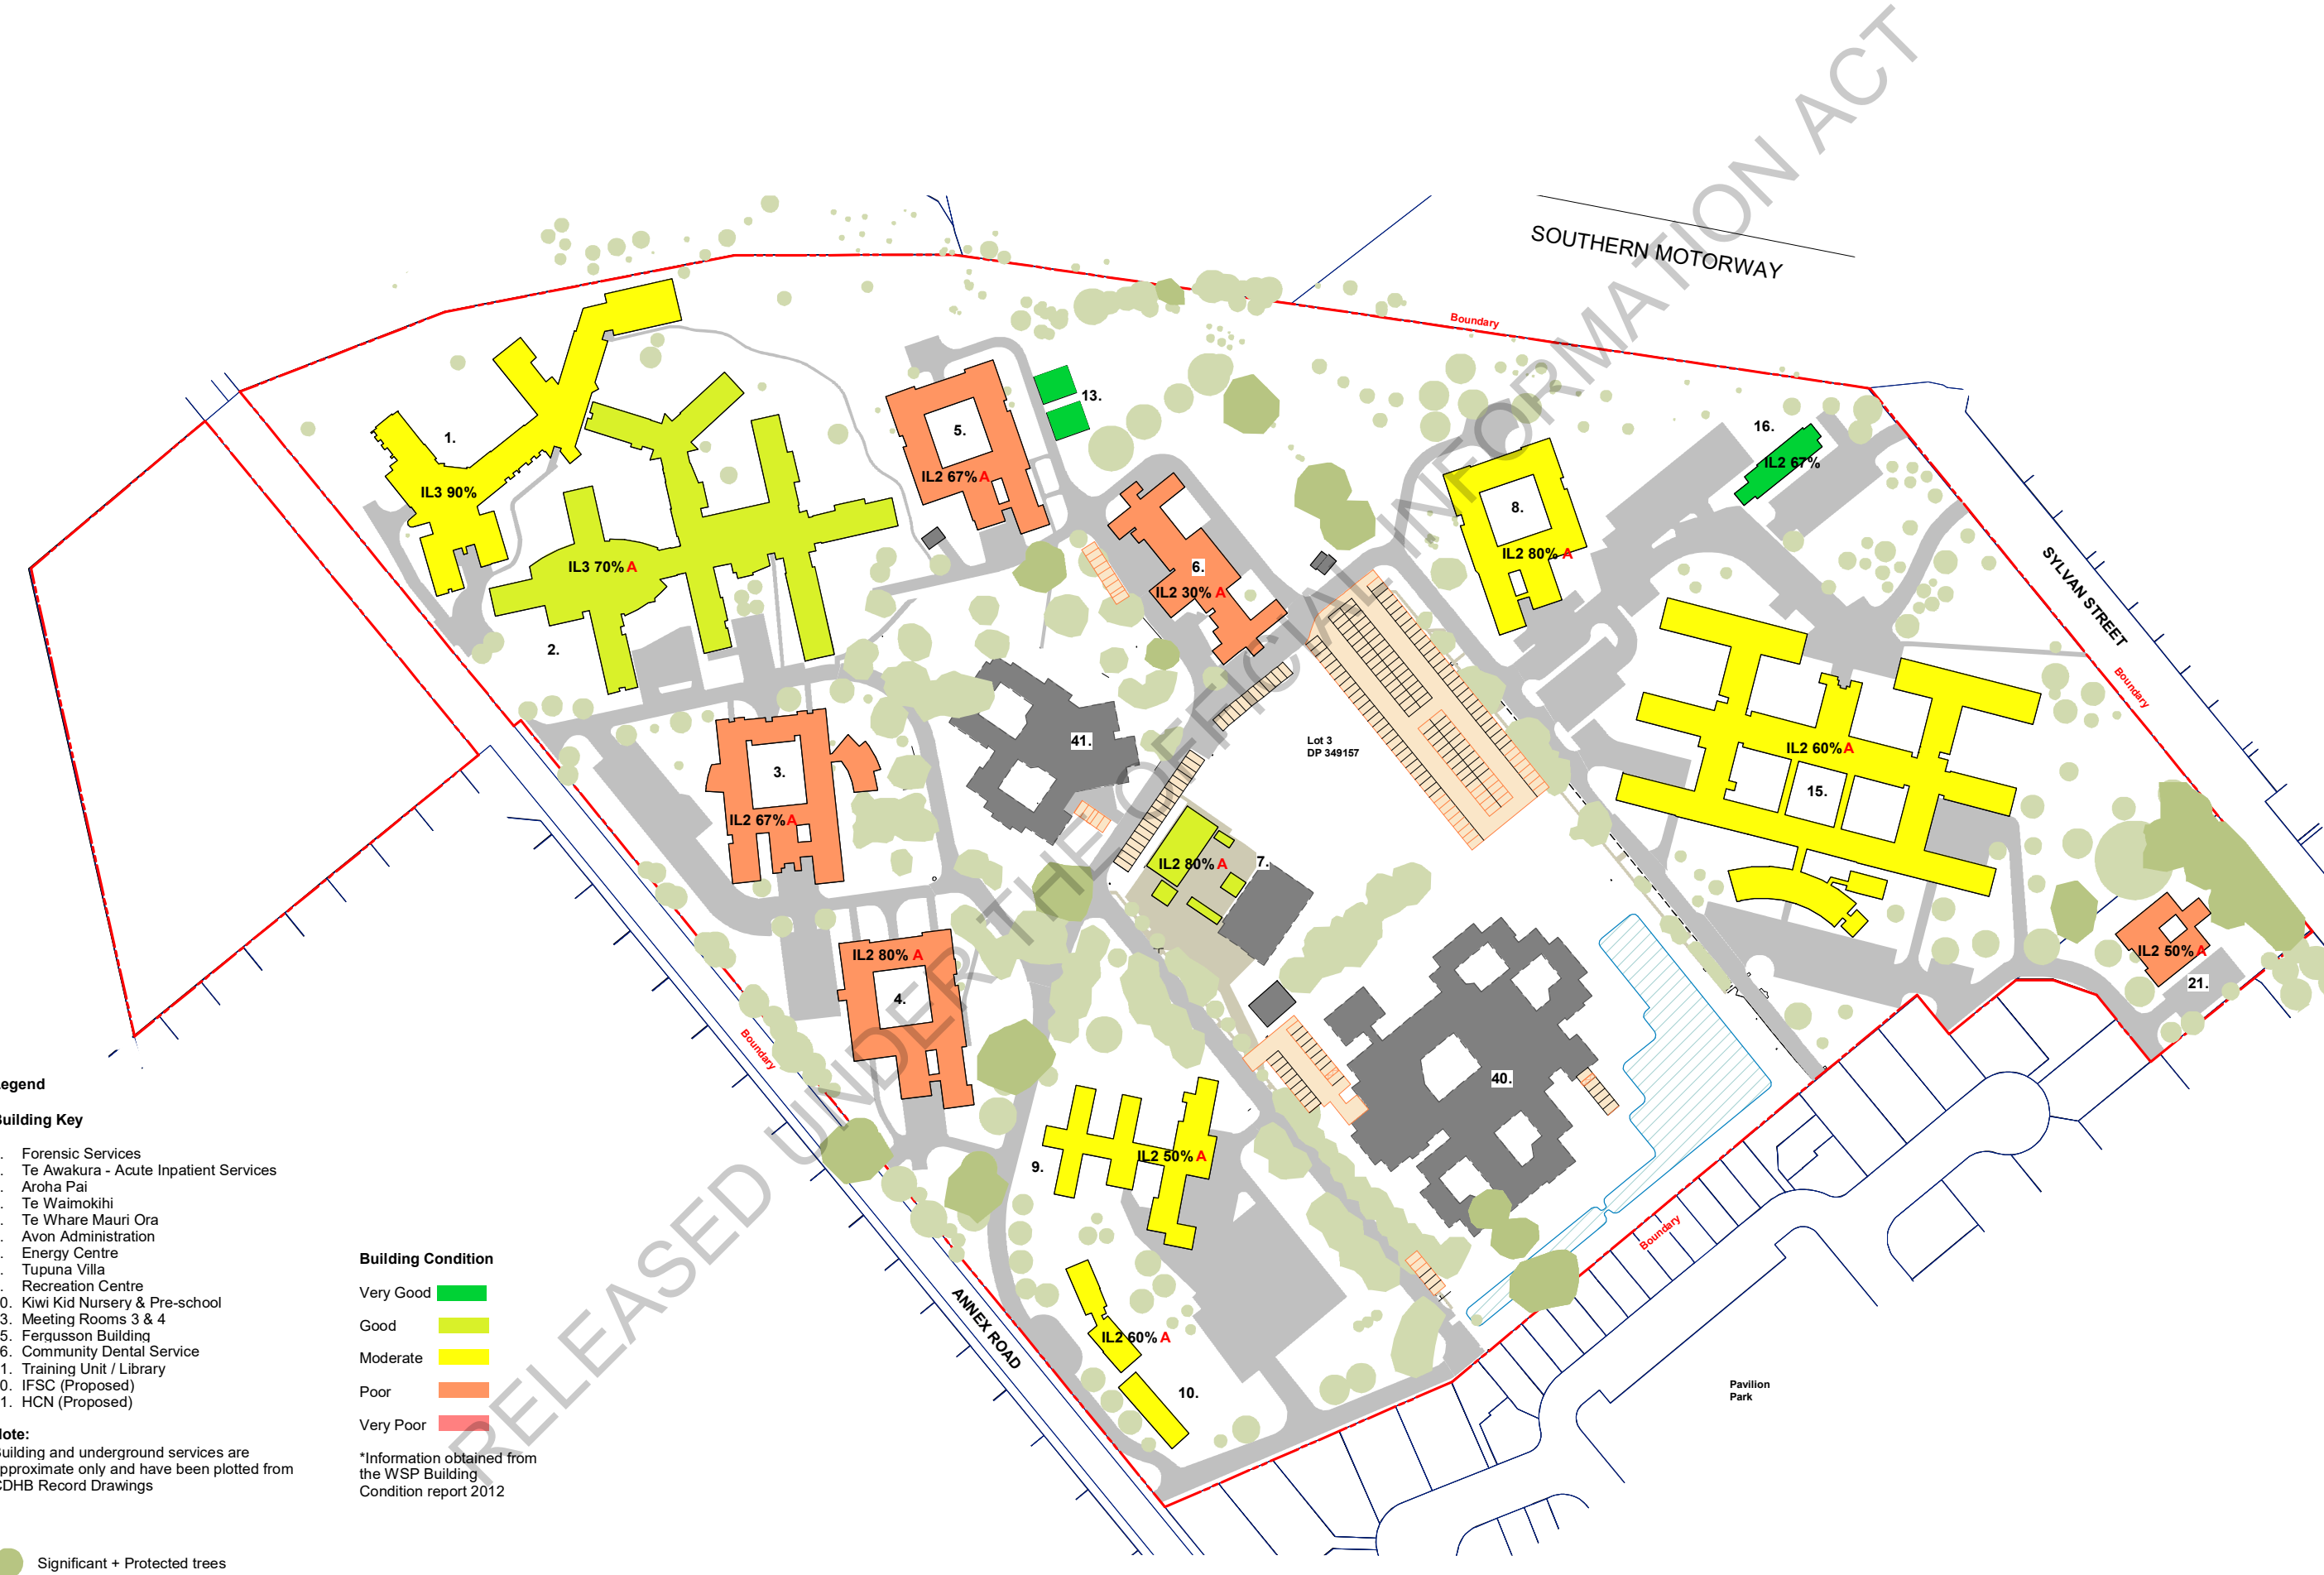 RELEASED UNDER THE OFFICIAL INFORMATION ACT
SOUTHERN MOTORWAY
Boundary
1.
IL3 90%
2.
IL3 70% A
5.
IL2 67% A
13.
6.
IL2 30% A
8.
IL2 80% A
16.
IL2 67%
SYLVAN STREET
Boundary
3.
IL2 67% A
41.
Lot 3
DP 349157
IL2 60% A
15.
IL2 80% A
7.
IL2 80% A
4.
IL2 50% A
21.
Boundary
40.
9.
IL2 50% A
Boundary
ANNEX ROAD
IL2 60% A
10.
Pavilion
Park
egend
uilding Key
. Forensic Services
. Te Awakura - Acute Inpatient Services
. Aroha Pai
. Te Waimokihi
. Te Whare Mauri Ora
. Avon Administration
. Energy Centre
. Tupuna Villa
. Recreation Centre
0. Kiwi Kid Nursery & Pre-school
3. Meeting Rooms 3 & 4
5. Fergusson Building
6. Community Dental Service
1. Training Unit / Library
0. IFSC (Proposed)
1. HCN (Proposed)
ote:
uilding and underground services are
pproximate only and have been plotted from
CDHB Record Drawings
Significant + Protected trees
Building Condition
Very Good
Good
Moderate
Poor
Very Poor
*Information obtained from
the WSP Building
Condition report 2012